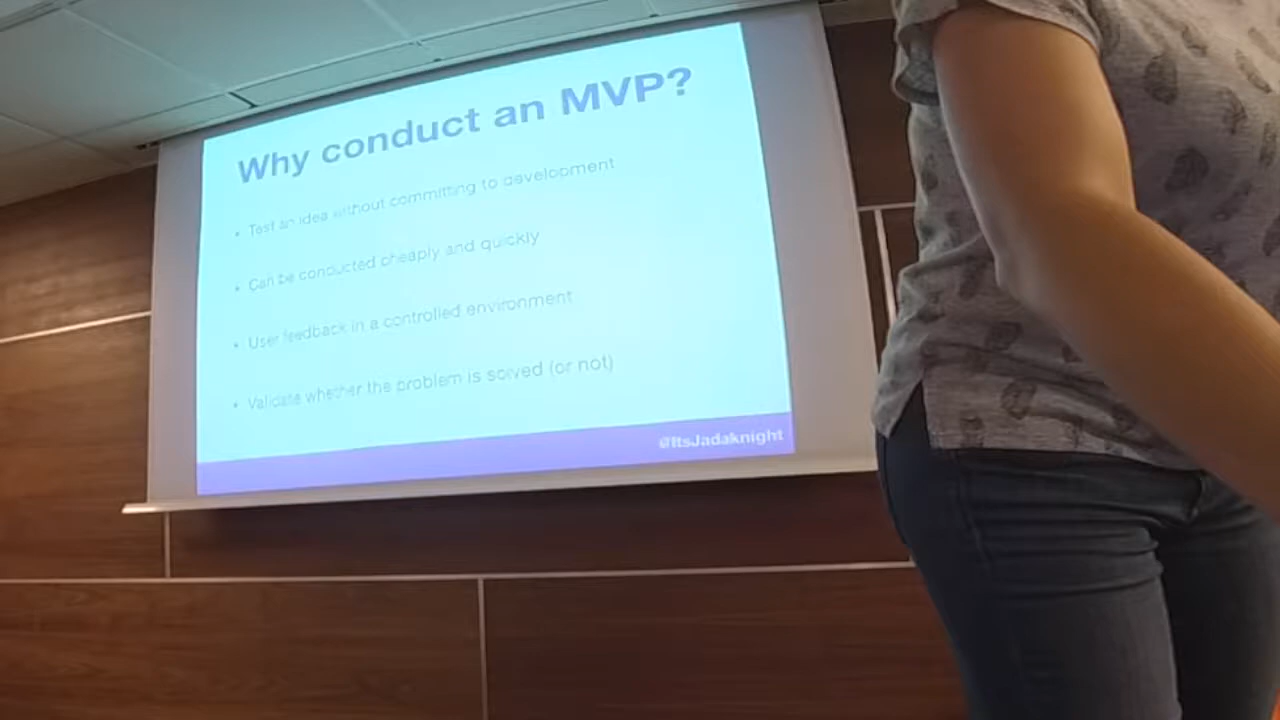 Why conduct an MVP?
• Test an idea without committing to development
• Can be conducted cheaply and quickly
• User feedback in a controlled environment
• Validate whether the problem is solved (or not)
@ItsJadaknight